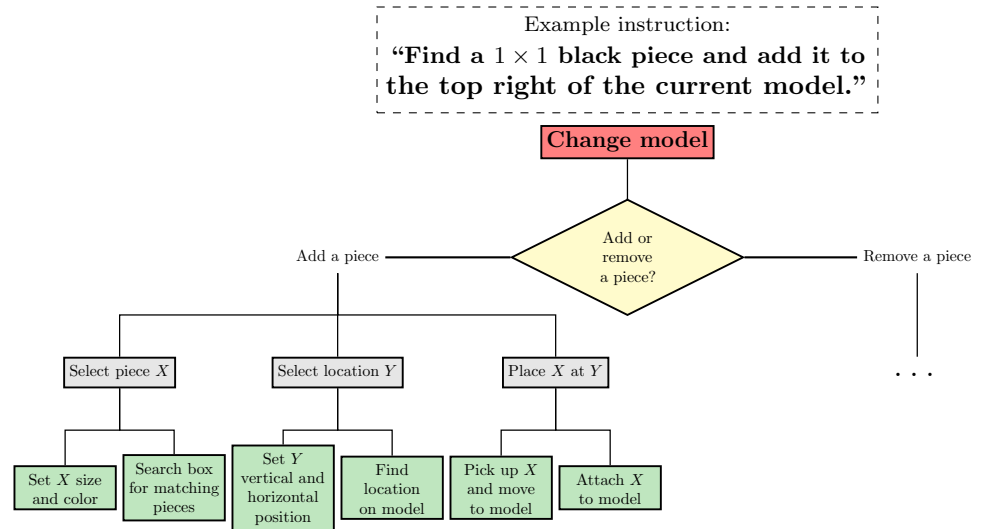 Example instruction:
“Find a 1 × 1 black piece and add it to
the top right of the current model.”
Change model
Add or
remove
a piece?
Add a piece
Remove a piece
Select piece X
Select location Y
Place X at Y
. . .
Set X size
and color
Search box
for matching
pieces
Set Y
vertical and
horizontal
position
Find
location
on model
Pick up X
and move
to model
Attach X
to model